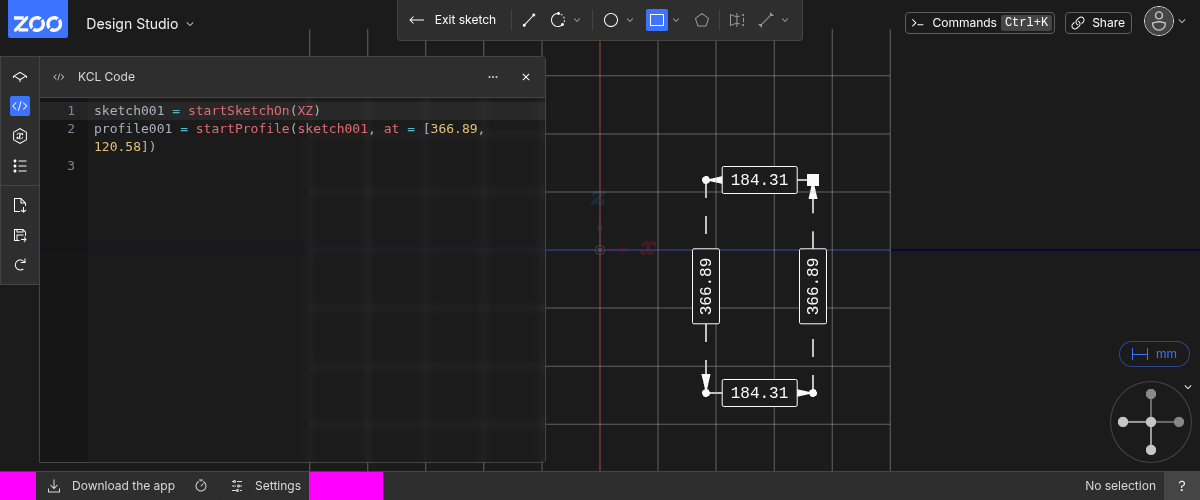 ZOO
Design Studio
Exit sketch
Commands Ctrl+K
Share
KCL Code
1 sketch001 = startSketchOn(XZ)
2 profile001 = startProfile(sketch001, at = [366.89,
120.58])
3
184.31
z
x
366.89
366.89
184.31
mm
Download the app
Settings
No selection
?